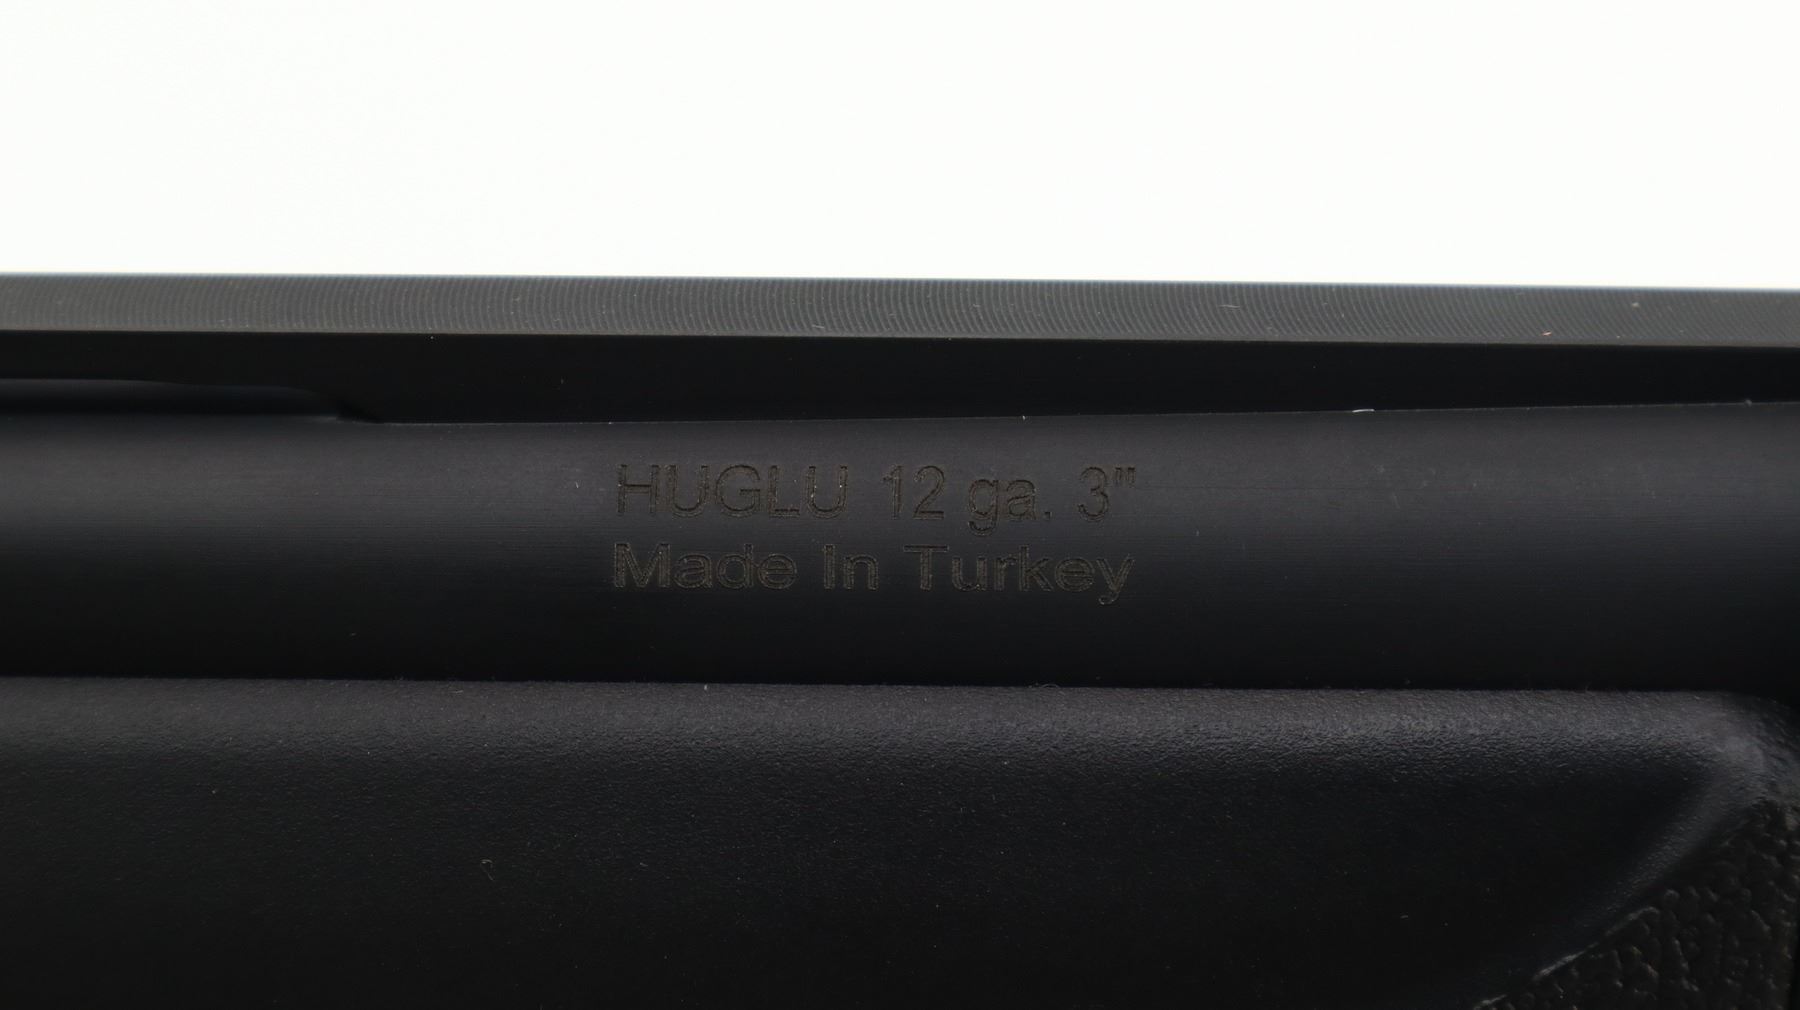 HUGLU 12 ga. 3"
Made In Turkey